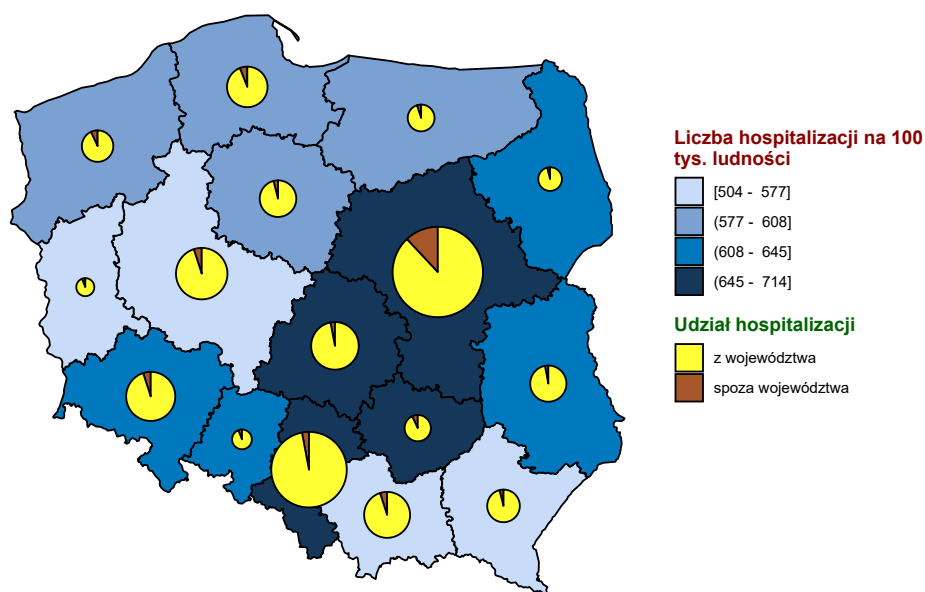 Liczba hospitalizacji na 100
tys. ludności
[504 - 577]
(577 - 608]
(608 - 645]
(645 - 714]
Udział hospitalizacji
z województwa
spoza województwa